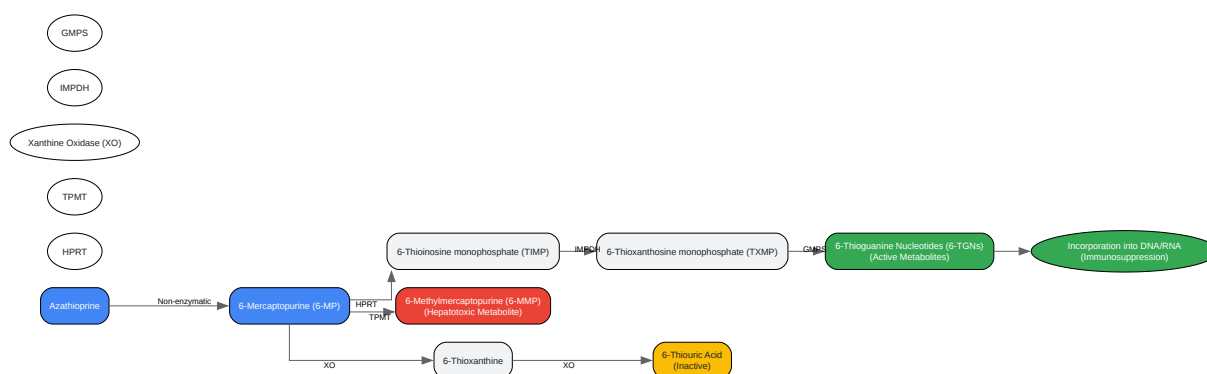 GMPS
IMPDH
Xanthine Oxidase (XO)
TPMT
HPRT
6-Thioinosine monophosphate (TIMP)
IMPDH
6-Thioxanthosine monophosphate (TXMP)
GMPS
6-Thioguanine Nucleotides (6-TGNs)
(Active Metabolites)
Incorporation into DNA/RNA
(Immunosuppression)
Azathioprine
Non-enzymatic
6-Mercaptopurine (6-MP)
HPRT
TPMT
6-Methylmercaptopurine (6-MMP)
(Hepatotoxic Metabolite)
XO
6-Thioxanthine
XO
6-Thiouric Acid
(Inactive)